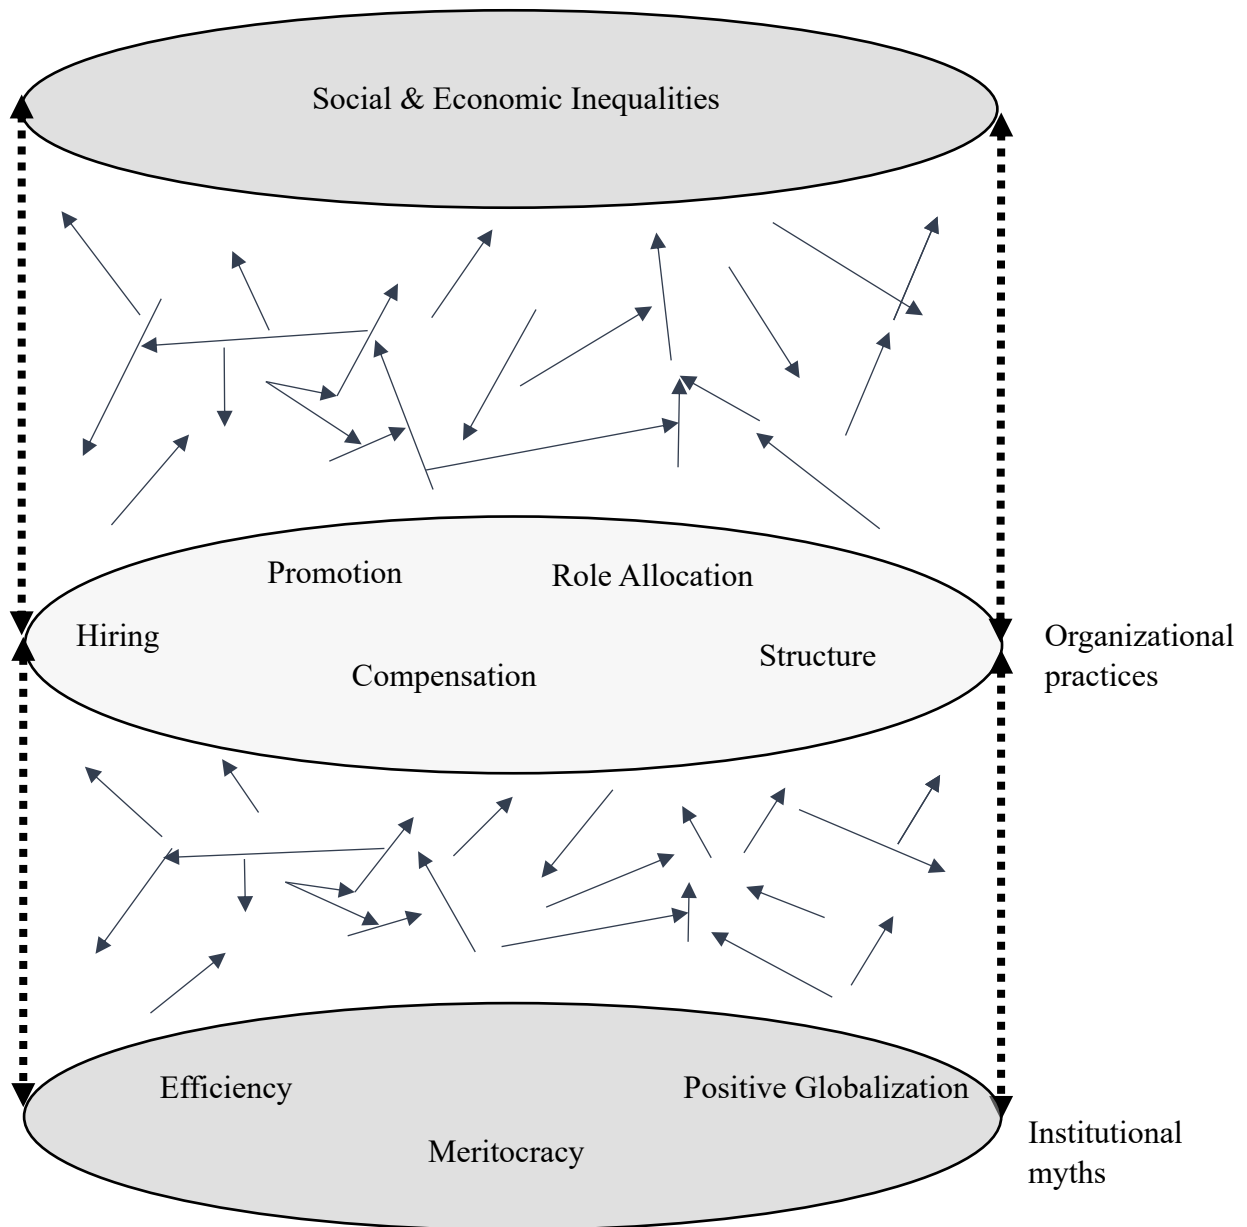 Social & Economic Inequalities
Promotion
Role Allocation
Hiring
Structure
Compensation
Organizational
practices
Efficiency
Positive Globalization
Meritocracy
Institutional
myths